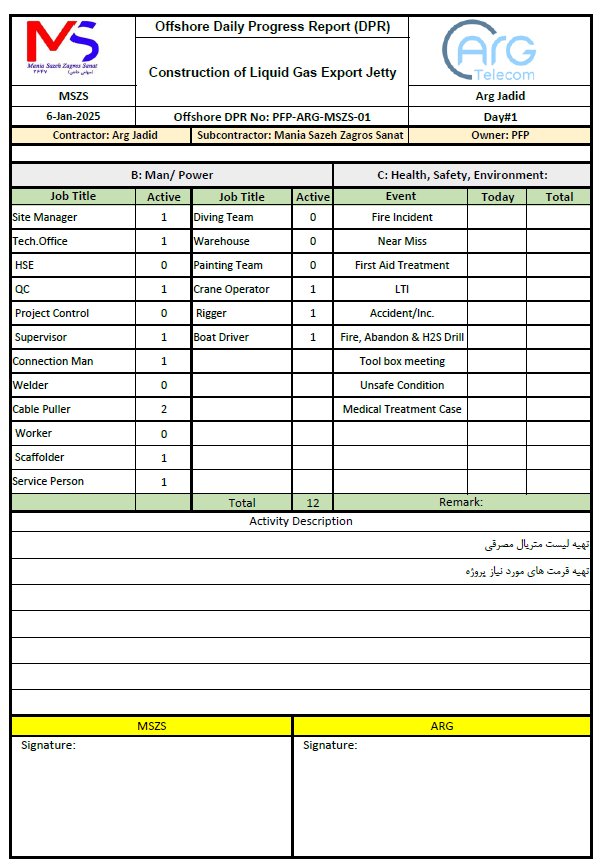 MS
Mania Sazeh Zagros Sanat
(سهامی خاص) ۲۶۴۷
Offshore Daily Progress Report (DPR)
Construction of Liquid Gas Export Jetty
ARG
Telecom
MSZS
Arg Jadid
6-Jan-2025 Offshore DPR No: PFP-ARG-MSZS-01 Day#1
Contractor: Arg Jadid Subcontractor: Mania Sazeh Zagros Sanat Owner: PFP
B: Man/ Power C: Health, Safety, Environment:
Job Title Active Job Title Active Event Today Total
Site Manager 1 Diving Team 0 Fire Incident
Tech.Office 1 Warehouse 0 Near Miss
HSE 0 Painting Team 0 First Aid Treatment
QC 1 Crane Operator 1 LTI
Project Control 0 Rigger 1 Accident/Inc.
Supervisor 1 Boat Driver 1 Fire, Abandon & H2S Drill
Connection Man 1 Tool box meeting
Welder 0 Unsafe Condition
Cable Puller 2 Medical Treatment Case
Worker 0
Scaffolder 1
Service Person 1
Total 12 Remark:
Activity Description
تهیه لیست متریال مصرفی
تهیه فرمت های مورد نیاز پروژه
MSZS ARG
Signature: Signature: